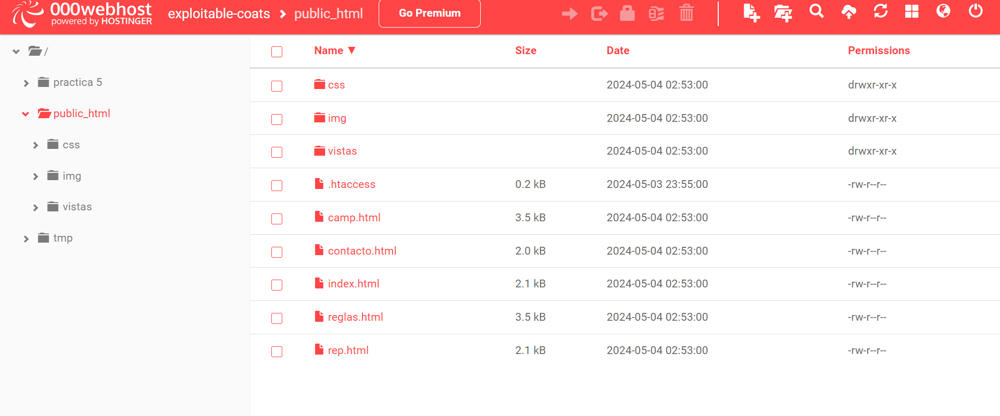 000webhost
powered by HOSTINGER
exploitable-coats
public_html
Go Premium
/
practica 5
public_html
css
img
vistas
tmp
Name ▼ Size Date Permissions
css 2024-05-04 02:53:00 drwxr-xr-x
img 2024-05-04 02:53:00 drwxr-xr-x
vistas 2024-05-04 02:53:00 drwxr-xr-x
.htaccess 0.2 kB 2024-05-03 23:55:00 -rw-r--r--
camp.html 3.5 kB 2024-05-04 02:53:00 -rw-r--r--
contacto.html 2.0 kB 2024-05-04 02:53:00 -rw-r--r--
index.html 2.1 kB 2024-05-04 02:53:00 -rw-r--r--
reglas.html 3.5 kB 2024-05-04 02:53:00 -rw-r--r--
rep.html 2.1 kB 2024-05-04 02:53:00 -rw-r--r--